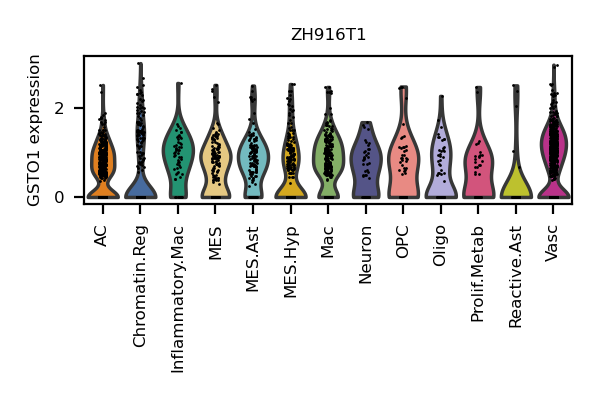 ZH916T1
GSTO1 expression
2
0
AC
Chromatin.Reg
Inflammatory.Mac
MES
MES.Ast
MES.Hyp
Mac
Neuron
OPC
Oligo
Prolif.Metab
Reactive.Ast
Vasc